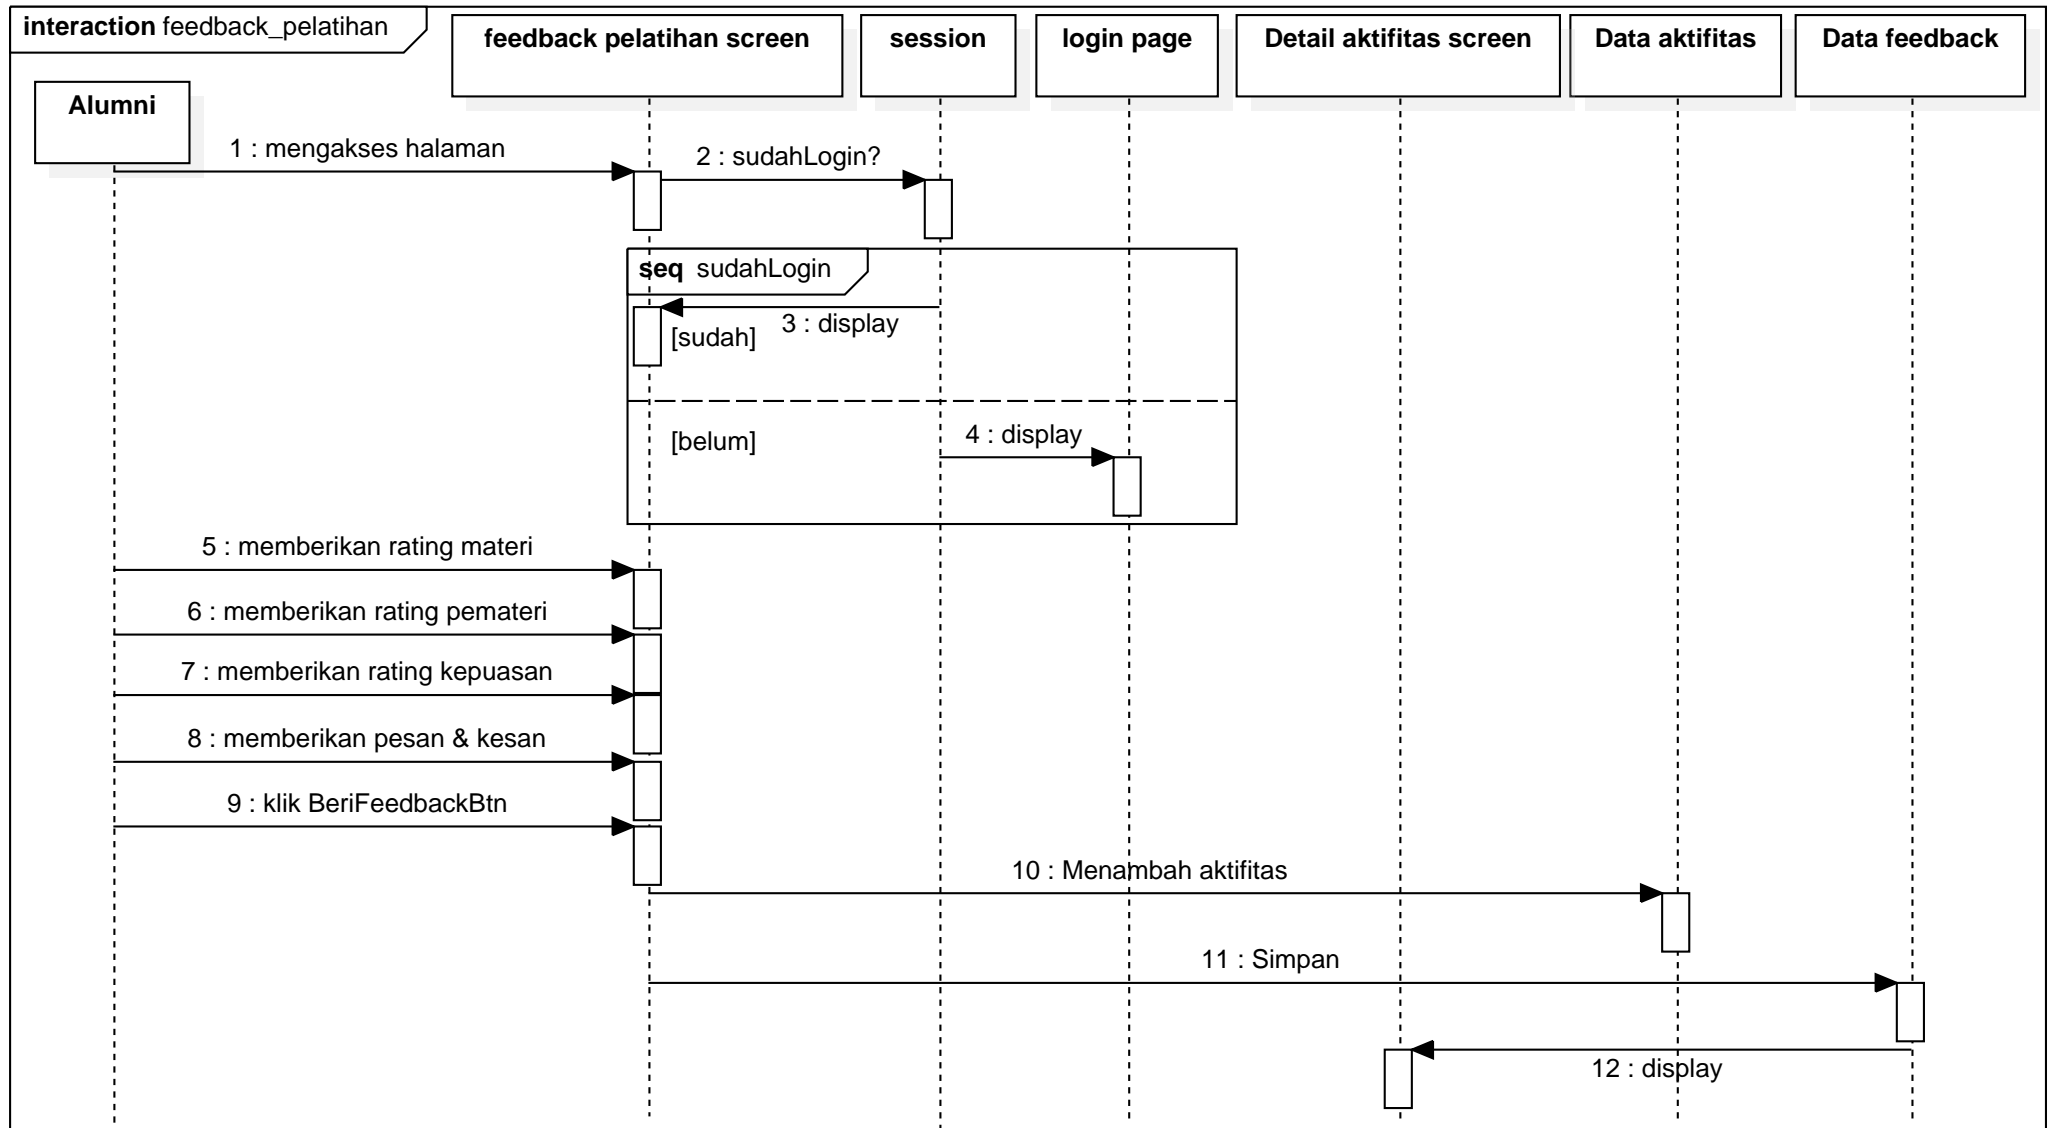 interaction feedback_pelatihan
feedback pelatihan screen
session
login page
Detail aktifitas screen
Data aktifitas
Data feedback
Alumni
1 : mengakses halaman
2 : sudahLogin?
seq sudahLogin
3 : display
[sudah]
4 : display
[belum]
5 : memberikan rating materi
6 : memberikan rating pemateri
7 : memberikan rating kepuasan
8 : memberikan pesan & kesan
9 : klik BeriFeedbackBtn
10 : Menambah aktifitas
11 : Simpan
12 : display